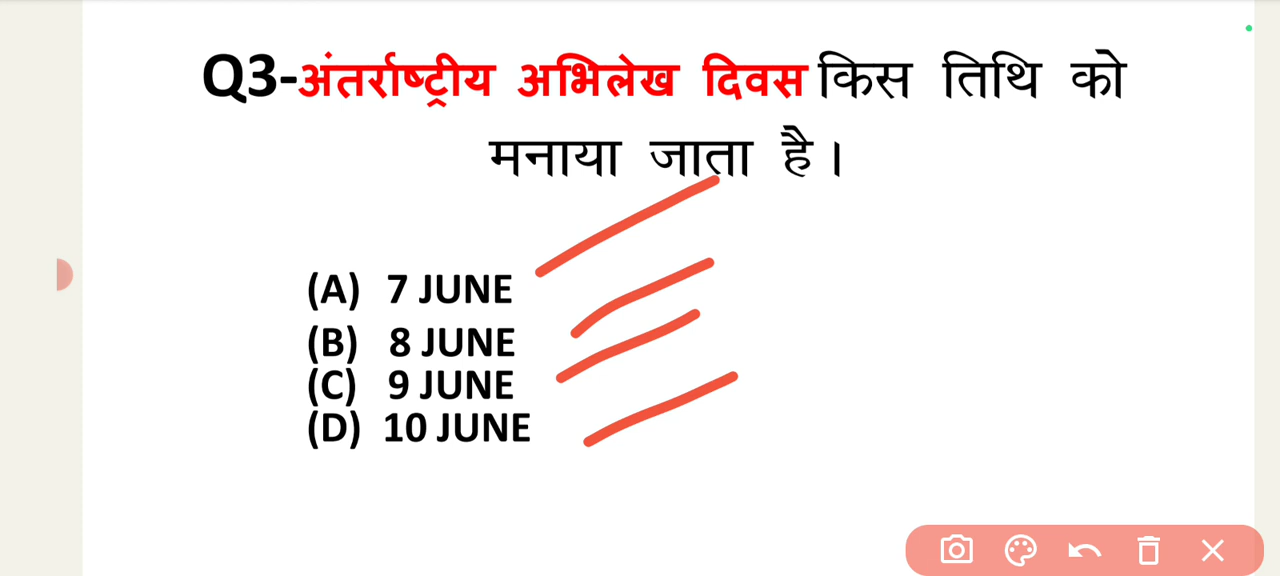 Q3-अंतर्राष्ट्रीय अभिलेख दिवस किस तिथि को
मनाया जाता है।
(A) 7 JUNE
(B) 8 JUNE
(C) 9 JUNE
(D) 10 JUNE